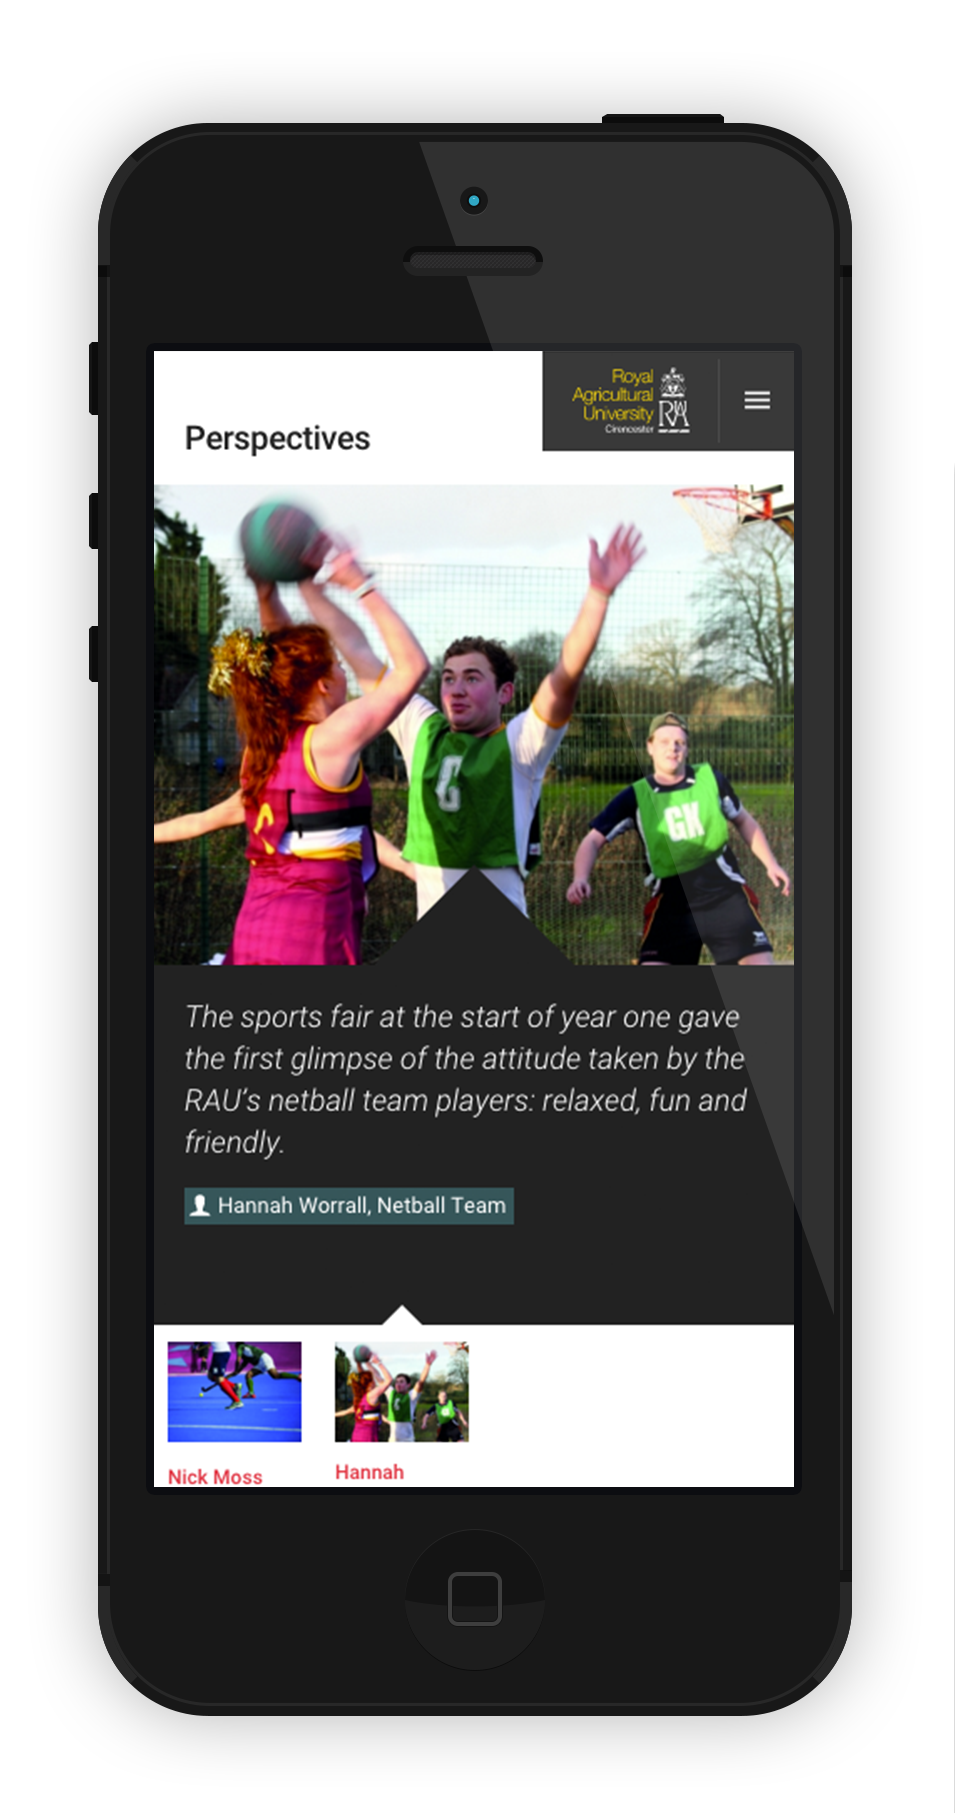 Royal
Agricultural
University
Cirencester
RAU
Perspectives
C
GK
The sports fair at the start of year one gave
the first glimpse of the attitude taken by the
RAU's netball team players: relaxed, fun and
friendly.
Hannah Worrall, Netball Team
Nick Moss
Hannah